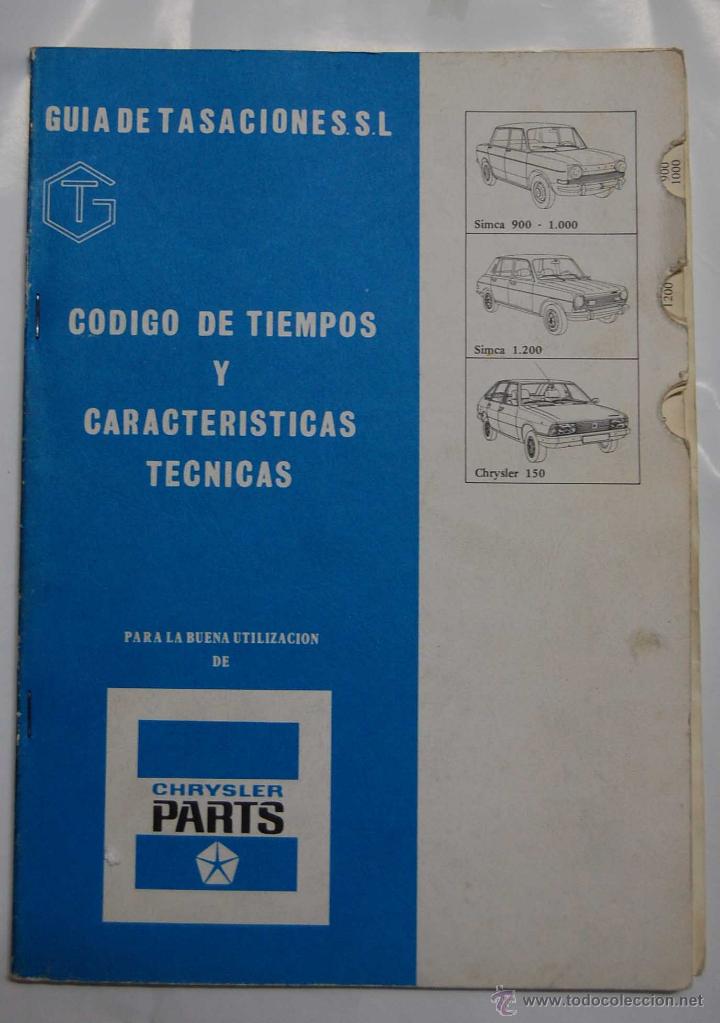 GUIA DE TASACIONES.S.L
TG
CODIGO DE TIEMPOS
Y
CARACTERISTICAS
TECNICAS
PARA LA BUENA UTILIZACION
DE
CHRYSLER
PARTS
Simca 900 - 1.000
Simca 1.200
Chrysler 150
900
1000
1200
© www.todocoleccion.net